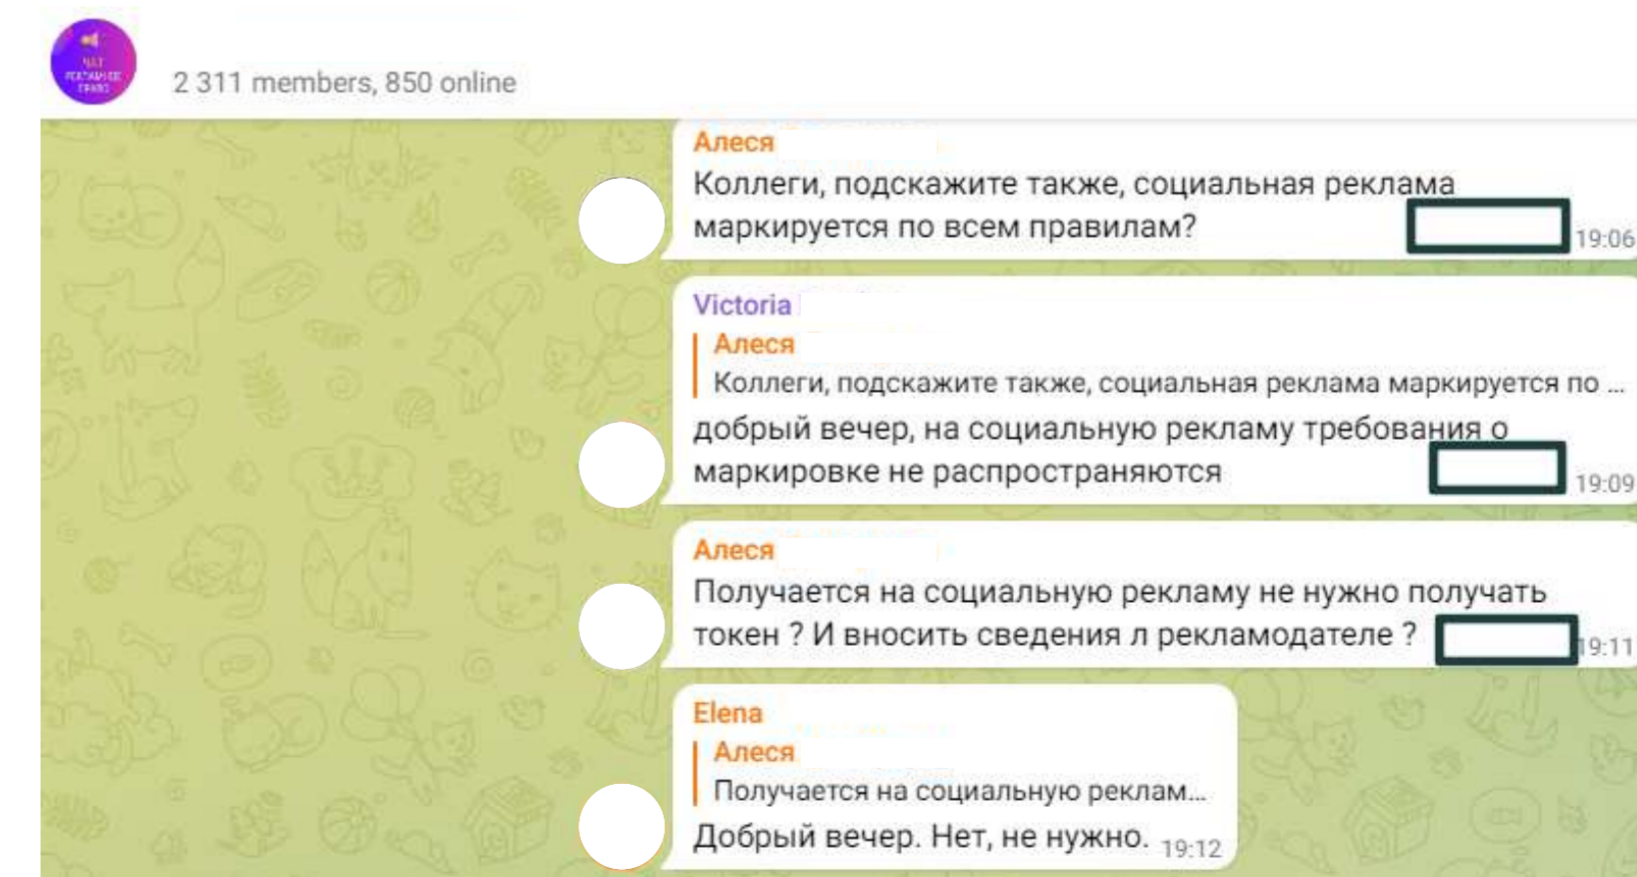 ЧАТ
РЕКЛАМНОЕ
ПРАВО
2 311 members, 850 online
Алеся
Коллеги, подскажите также, социальная реклама
маркируется по всем правилам?
19:06
Victoria
Алеся
Коллеги, подскажите также, социальная реклама маркируется по ...
добрый вечер, на социальную рекламу требования о
маркировке не распространяются
19:09
Алеся
Получается на социальную рекламу не нужно получать
токен ? И вносить сведения л рекламодателе ?
19:11
Elena
Алеся
Получается на социальную реклам...
Добрый вечер. Нет, не нужно. 19:12